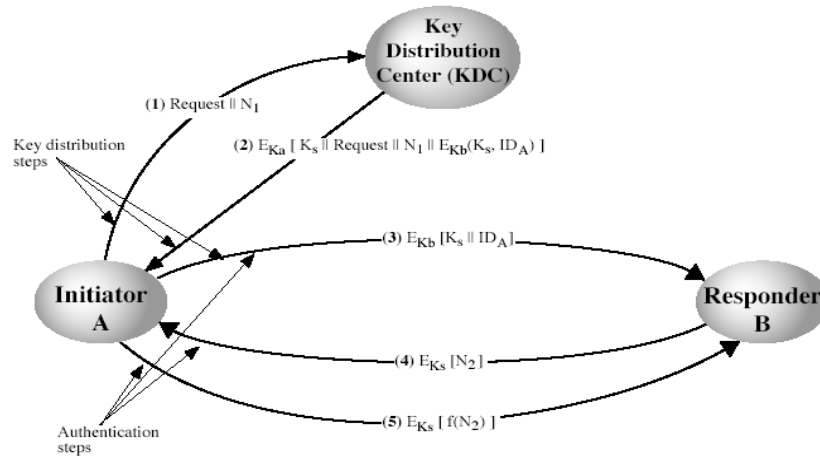 Key
Distribution
Center (KDC)
(1) Request || N1
(2) EKa [ Ks || Request || N1 || EKb(Ks, IDA) ]
Key distribution
steps
(3) EKb [Ks || IDA]
Initiator
A
Responder
B
(4) EKs [N2]
(5) EKs [ f(N2) ]
Authentication
steps